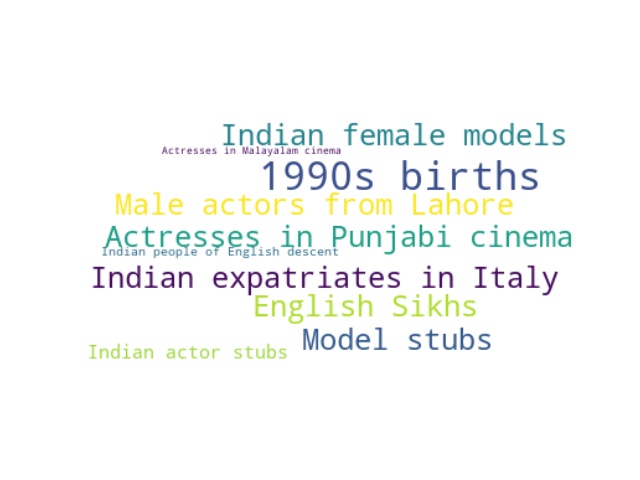 Indian female models
Actresses in Malayalam cinema
1990s births
Male actors from Lahore
Actresses in Punjabi cinema
Indian people of English descent
Indian expatriates in Italy
English Sikhs
Model stubs
Indian actor stubs